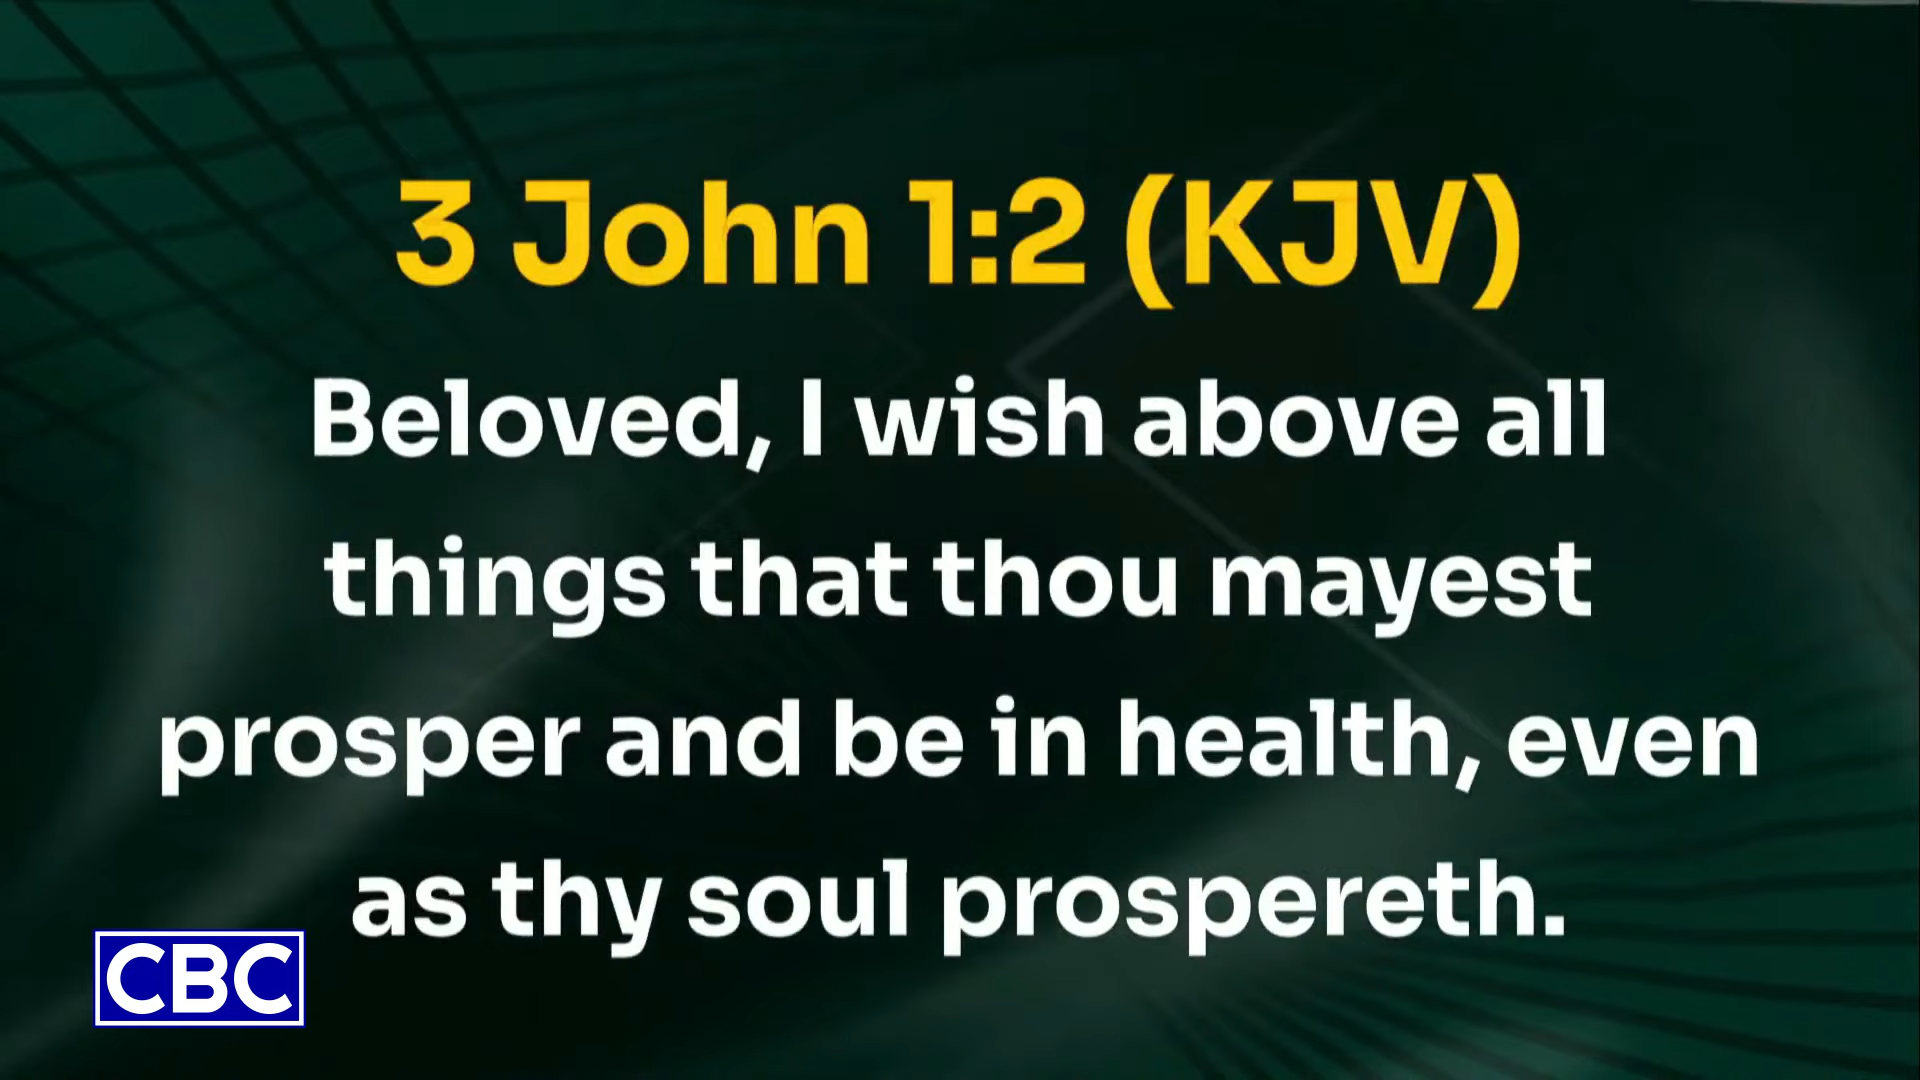 3 John 1:2 (KJV)
Beloved, I wish above all
things that thou mayest
prosper and be in health, even
as thy soul prospereth.
CBC